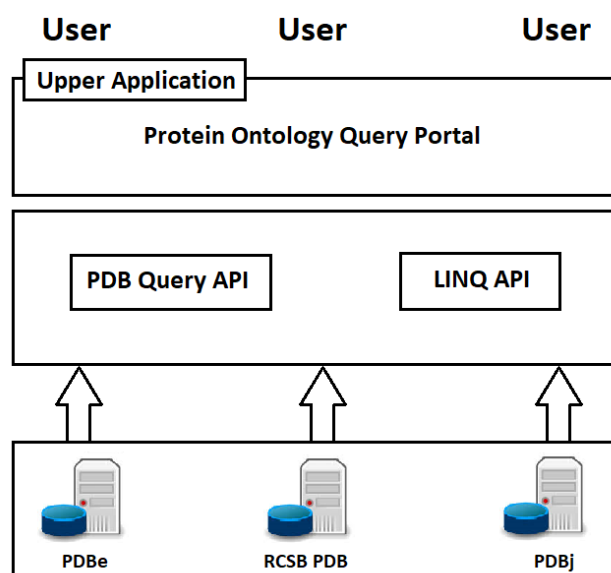 User User User
Upper Application
Protein Ontology Query Portal
PDB Query API LINQ API
PDBe RCSB PDB PDBj